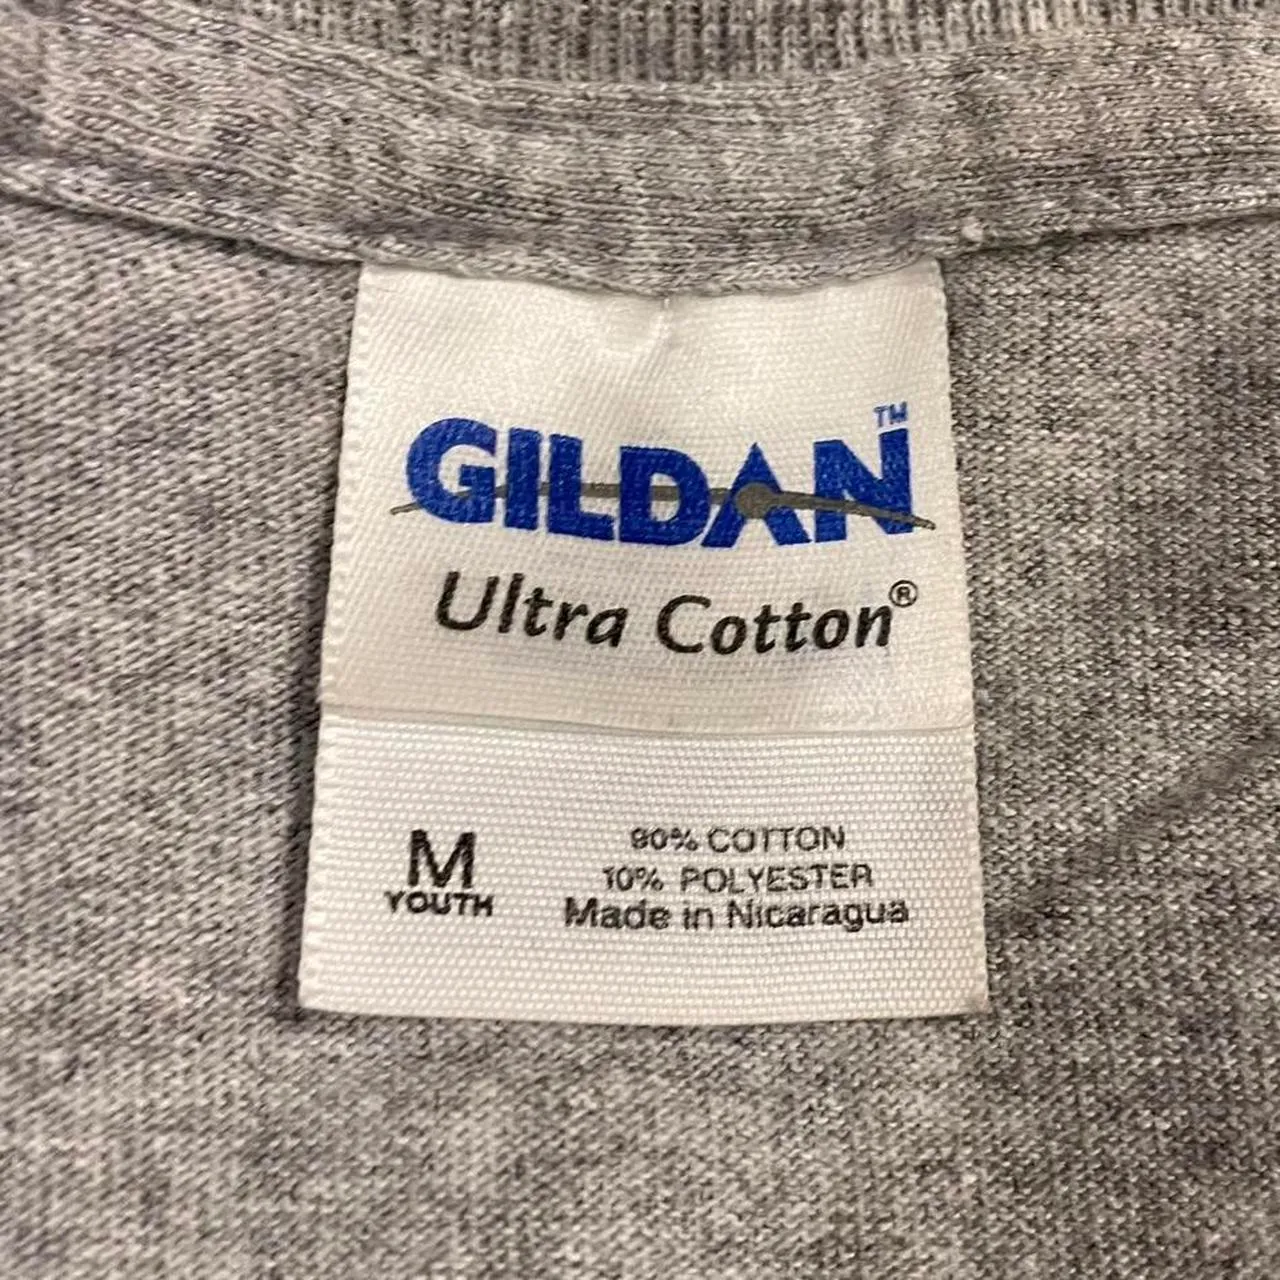 GILDAN™
Ultra Cotton®
M
YOUTH
90% COTTON
10% POLYESTER
Made in Nicaragua